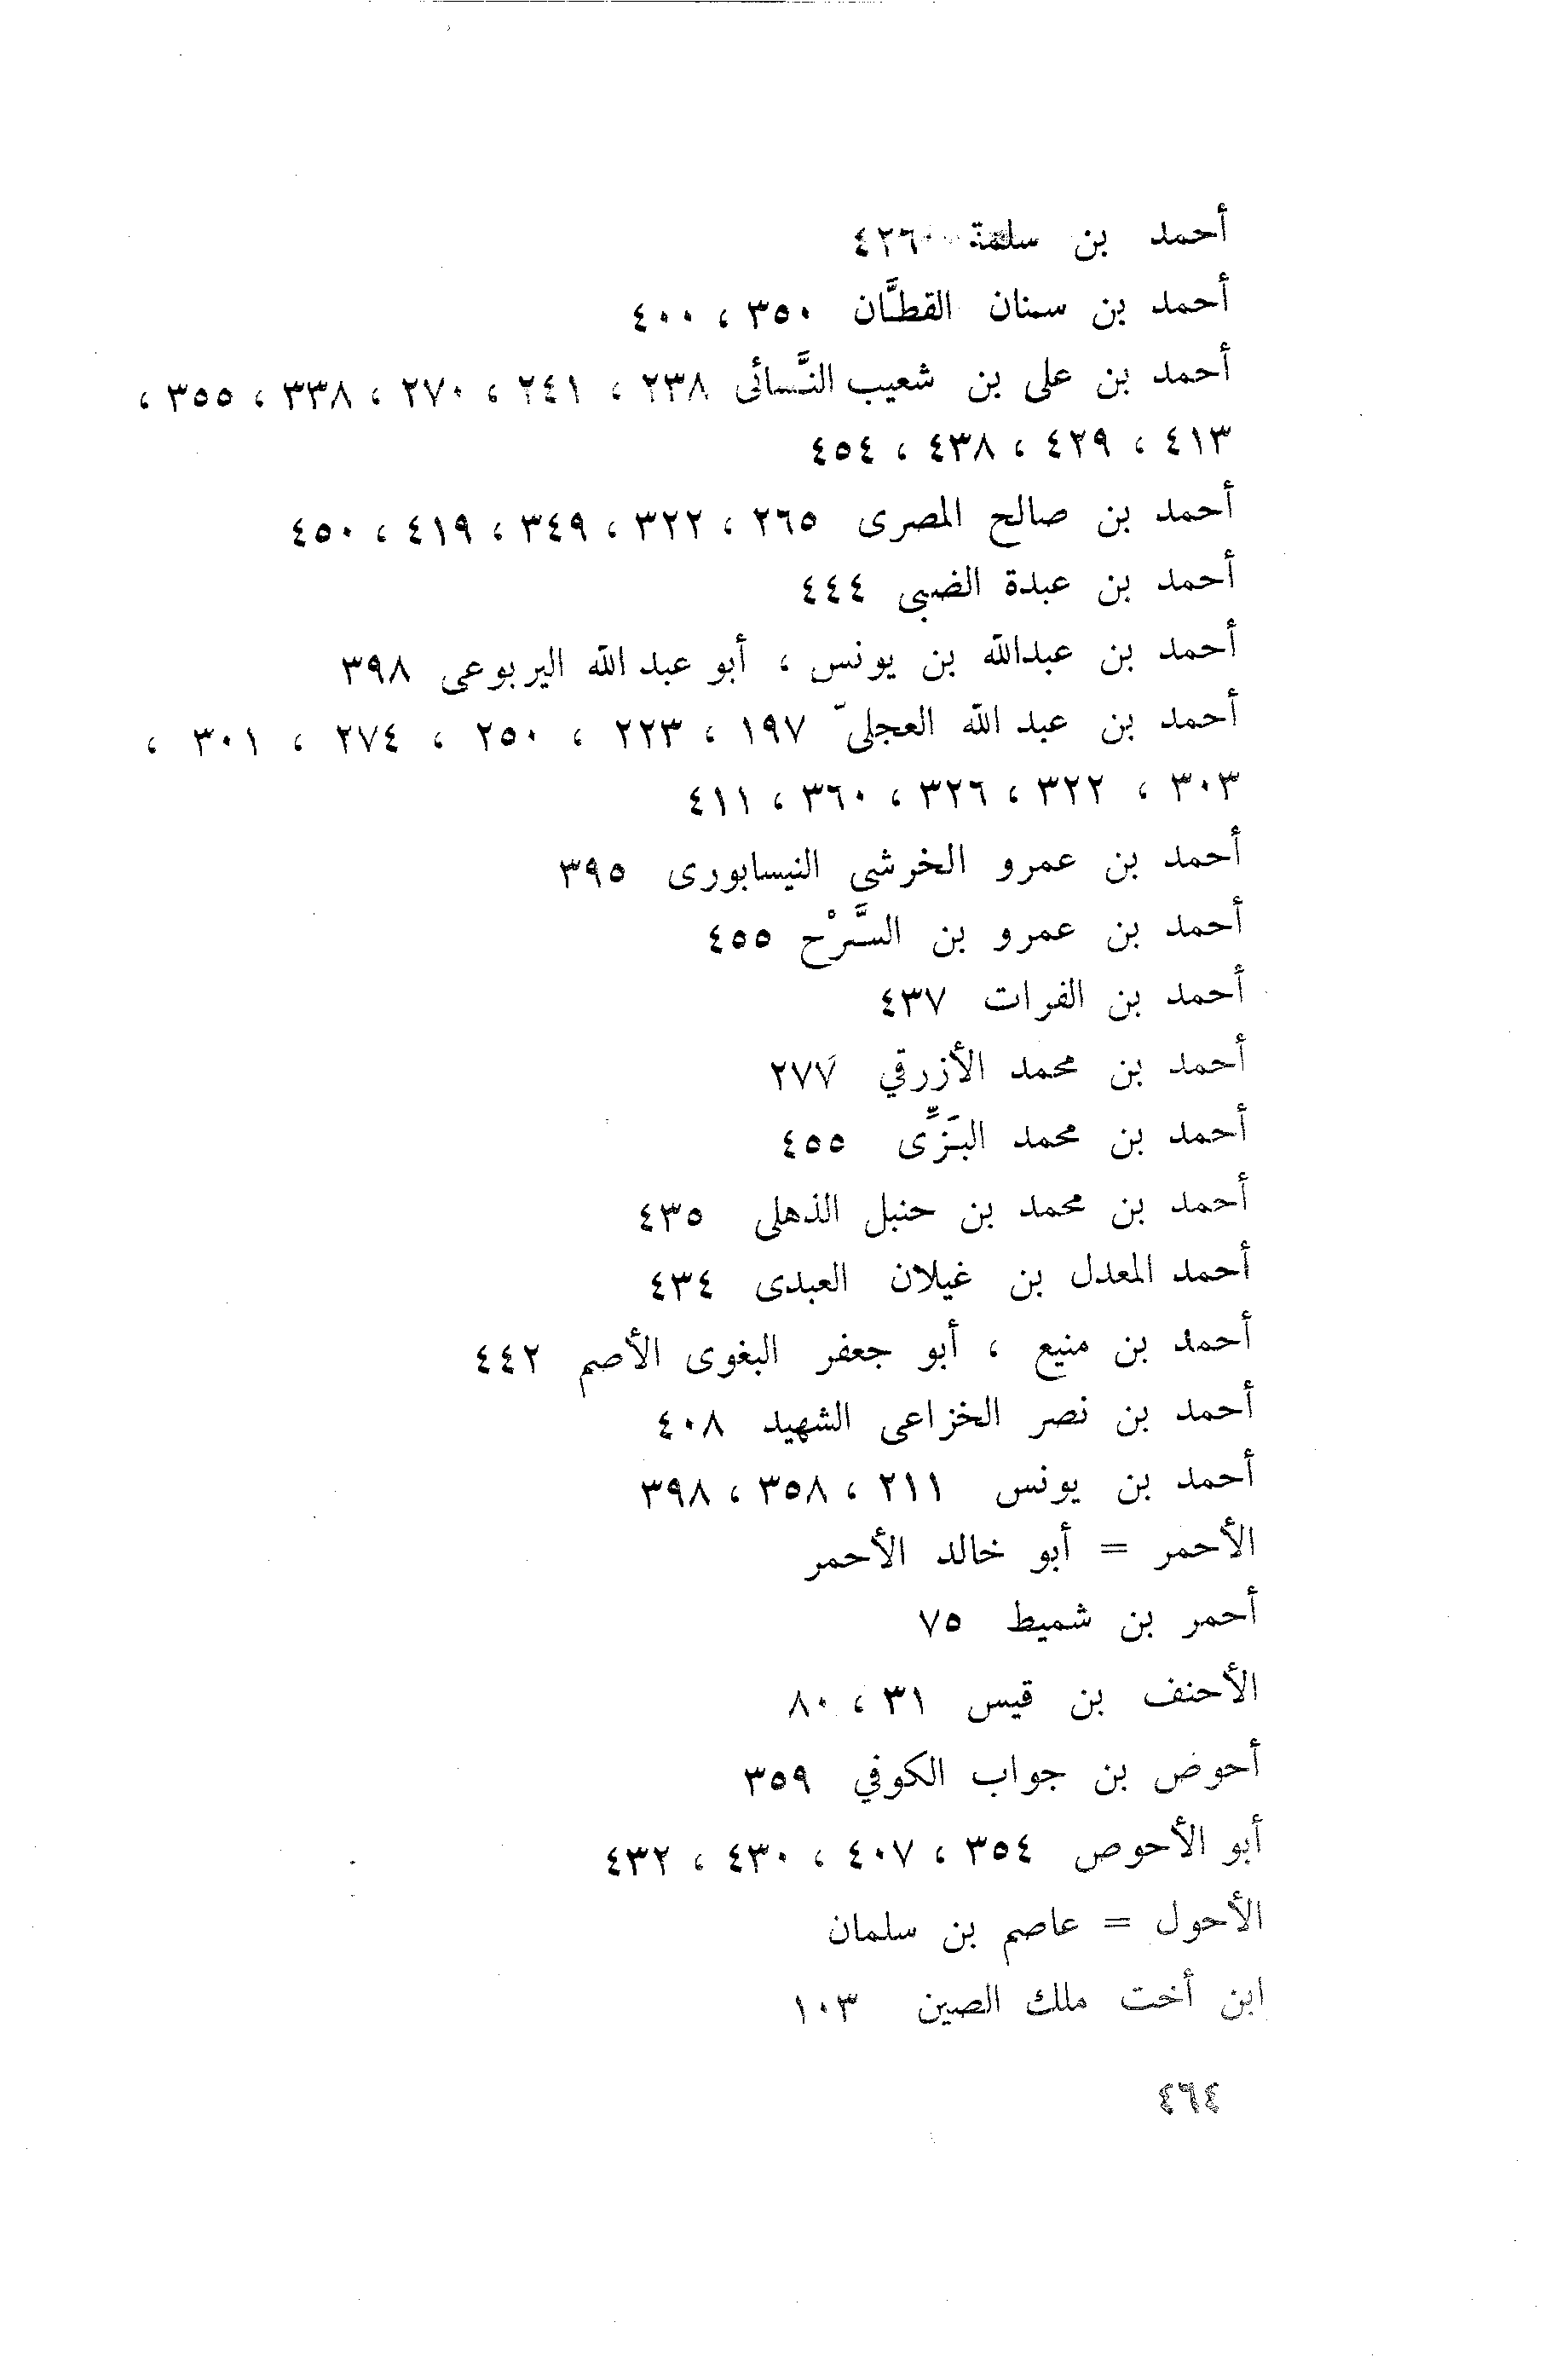 أحمد بن سلمة ٤٢٦
أحمد بن سنان القطَّان ٣٥٠ ، ٤٠٠
أحمد بن على بن شعيب النَّسائى ٢٣٨ ، ٢٤١ ، ٢٧٠ ، ٣٣٨ ، ٣٥٥ ،
٤١٣ ، ٤٢٩ ، ٤٣٨ ، ٤٥٤
أحمد بن صالح المصرى ٢٦٥ ، ٣٢٢ ، ٣٤٩ ، ٤١٩ ، ٤٥٠
أحمد بن عبدة الضبى ٤٤٤
أحمد بن عبدالله بن يونس ، أبو عبد الله اليربوعى ٣٩٨
أحمد بن عبد الله العجلىّ ١٩٧ ، ٢٢٣ ، ٢٥٠ ، ٢٧٤ ، ٣٠١ ،
٣٠٣ ، ٣٢٢ ، ٣٢٦ ، ٣٦٠ ، ٤١١
أحمد بن عمرو الخرشى النيسابورى ٣٩٥
أحمد بن عمرو بن السَّرْح ٤٥٥
أحمد بن الفرات ٤٣٧
أحمد بن محمد الأزرقي ٢٧٧
أحمد بن محمد البَزِّى ٤٥٥
أحمد بن محمد بن حنبل الذهلى ٤٣٥
أحمد المعدل بن غيلان العبدى ٤٣٤
أحمد بن منيع ، أبو جعفر البغوى الأصم ٤٤٢
أحمد بن نصر الخزاعى الشهيد ٤٠٨
أحمد بن يونس ٢١١ ، ٣٥٨ ، ٣٩٨
الأحمر = أبو خالد الأحمر
أحمر بن شميط ٧٥
الأحنف بن قيس ٣١ ، ٨٠
أحوض بن جواب الكوفي ٣٥٩
أبو الأحوص ٣٥٤ ، ٤٠٧ ، ٤٣٠ ، ٤٣٢
الأحول = عاصم بن سلمان
ابن أخت ملك الصين ١٠٣
٤٦٤